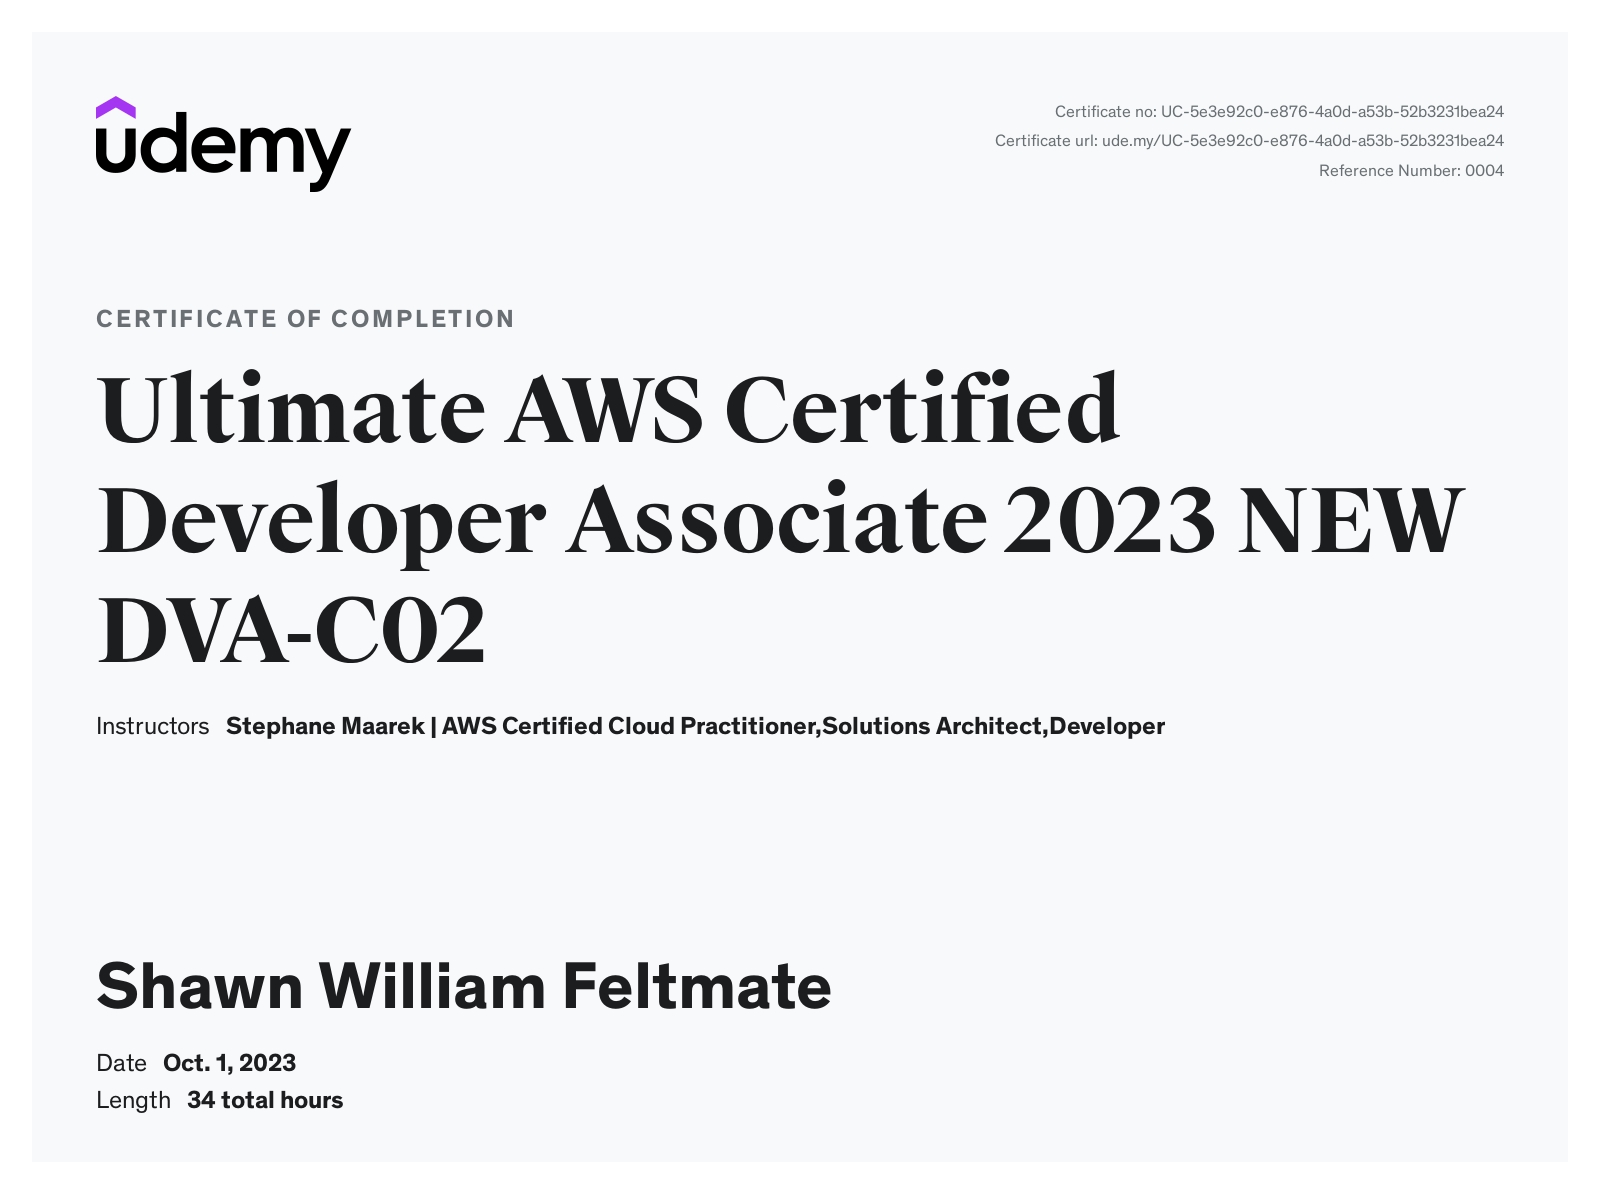 udemy
Certificate no: UC-5e3e92c0-e876-4a0d-a53b-52b3231bea24
Certificate url: ude.my/UC-5e3e92c0-e876-4a0d-a53b-52b3231bea24
Reference Number: 0004
CERTIFICATE OF COMPLETION
Ultimate AWS Certified
Developer Associate 2023 NEW
DVA-C02
Instructors Stephane Maarek | AWS Certified Cloud Practitioner,Solutions Architect,Developer
Shawn William Feltmate
Date Oct. 1, 2023
Length 34 total hours